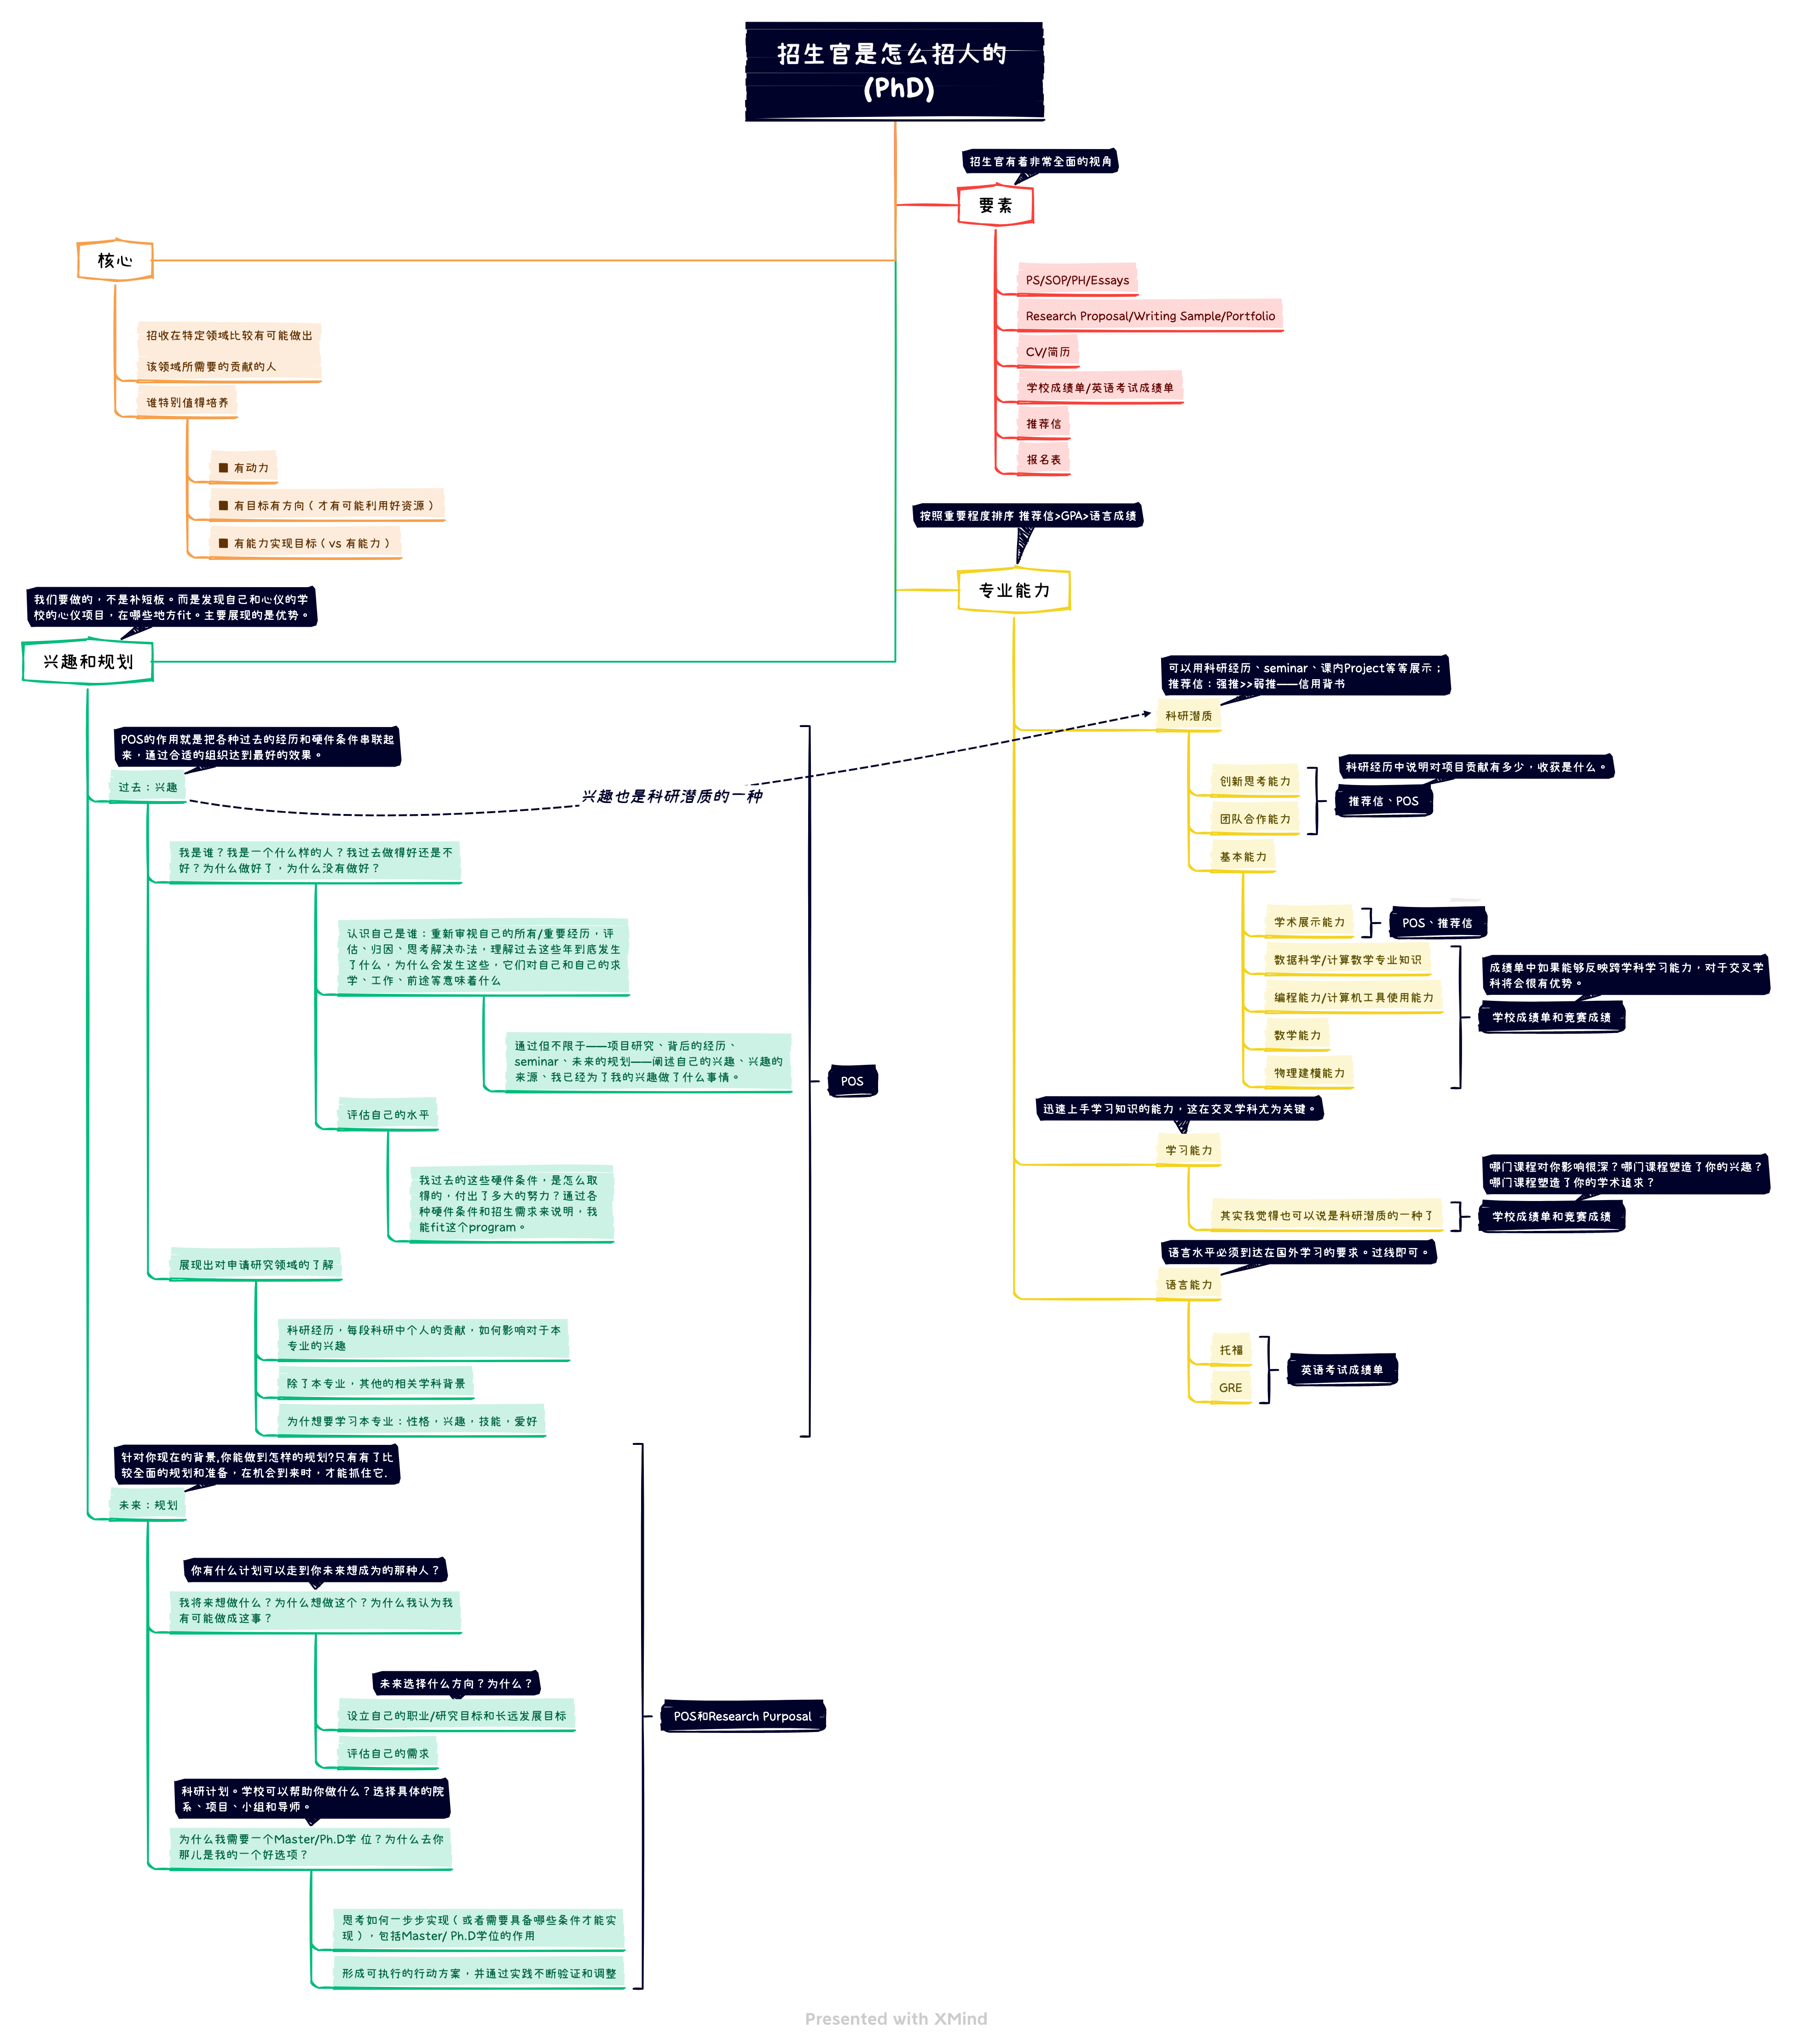 招生官是怎么招人的
(PhD)
招生官有着非常全面的视角
要素
PS/SOP/PH/Essays
Research Proposal/Writing Sample/Portfolio
CV/简历
学校成绩单/英语考试成绩单
推荐信
报名表
核心
招收在特定领域比较有可能做出
该领域所需要的贡献的人
谁特别值得培养
■ 有动力
■ 有目标有方向（才有可能利用好资源）
■ 有能力实现目标（vs 有能力）
按照重要程度排序 推荐信>GPA>语言成绩
专业能力
可以用科研经历、seminar、课内Project等等展示；
推荐信：强推>>弱推——信用背书
科研潜质
创新思考能力
团队合作能力
科研经历中说明对项目贡献有多少，收获是什么。
推荐信、POS
基本能力
学术展示能力
POS、推荐信
数据科学/计算数学专业知识
编程能力/计算机工具使用能力
数学能力
物理建模能力
成绩单中如果能够反映跨学科学习能力，对于交叉学
科将会很有优势。
学校成绩单和竞赛成绩
迅速上手学习知识的能力，这在交叉学科尤为关键。
学习能力
其实我觉得也可以说是科研潜质的一种了
哪门课程对你影响很深？哪门课程塑造了你的兴趣？
哪门课程塑造了你的学术追求？
学校成绩单和竞赛成绩
语言水平必须到达在国外学习的要求。过线即可。
语言能力
托福
GRE
英语考试成绩单
我们要做的，不是补短板。而是发现自己和心仪的学
校的心仪项目，在哪些地方fit。主要展现的是优势。
兴趣和规划
POS的作用就是把各种过去的经历和硬件条件串联起
来，通过合适的组织达到最好的效果。
过去：兴趣
兴趣也是科研潜质的一种
我是谁？我是一个什么样的人？我过去做得好还是不
好？为什么做好了，为什么没有做好？
认识自己是谁：重新审视自己的所有/重要经历，评
估、归因、思考解决办法，理解过去这些年到底发生
了什么，为什么会发生这些，它们对自己和自己的求
学、工作、前途等意味着什么
通过但不限于——项目研究、背后的经历、
seminar、未来的规划——阐述自己的兴趣、兴趣的
来源、我已经为了我的兴趣做了什么事情。
评估自己的水平
我过去的这些硬件条件，是怎么取
得的，付出了多大的努力？通过各
种硬件条件和招生需求来说明，我
能fit这个program。
展现出对申请研究领域的了解
科研经历，每段科研中个人的贡献，如何影响对于本
专业的兴趣
除了本专业，其他的相关学科背景
为什想要学习本专业：性格，兴趣，技能，爱好
POS
针对你现在的背景,你能做到怎样的规划?只有有了比
较全面的规划和准备，在机会到来时，才能抓住它.
未来：规划
你有什么计划可以走到你未来想成为的那种人？
我将来想做什么？为什么想做这个？为什么我认为我
有可能做成这事？
未来选择什么方向？为什么？
设立自己的职业/研究目标和长远发展目标
评估自己的需求
科研计划。学校可以帮助你做什么？选择具体的院
系、项目、小组和导师。
为什么我需要一个Master/Ph.D学 位？为什么去你
那儿是我的一个好选项？
思考如何一步步实现（或者需要具备哪些条件才能实
现），包括Master/ Ph.D学位的作用
形成可执行的行动方案，并通过实践不断验证和调整
POS和Research Purposal
Presented with XMind